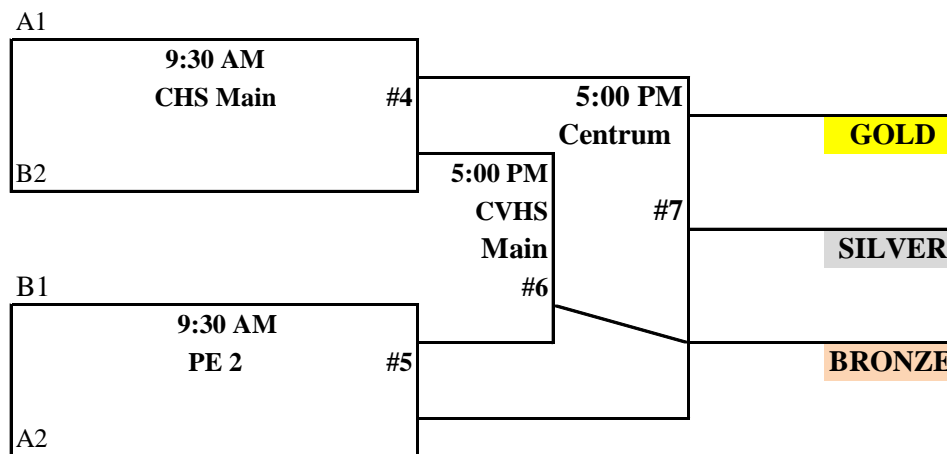 A1
9:30 AM
CHS Main
#4
B2
5:00 PM
Centrum
#7
5:00 PM
CVHS
Main
#6
B1
9:30 AM
PE 2
#5
A2
GOLD
SILVER
BRONZE